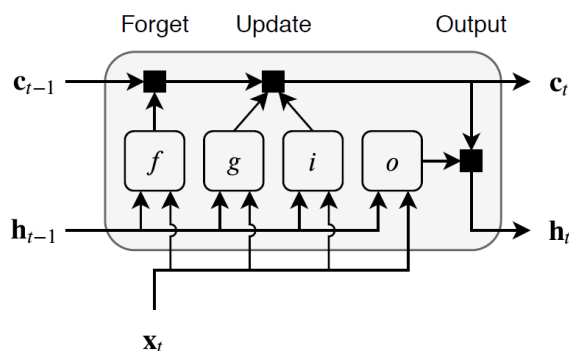 Forget Update Output
c_{t−1} c_t
f g i o
h_{t−1} h_t
x_t